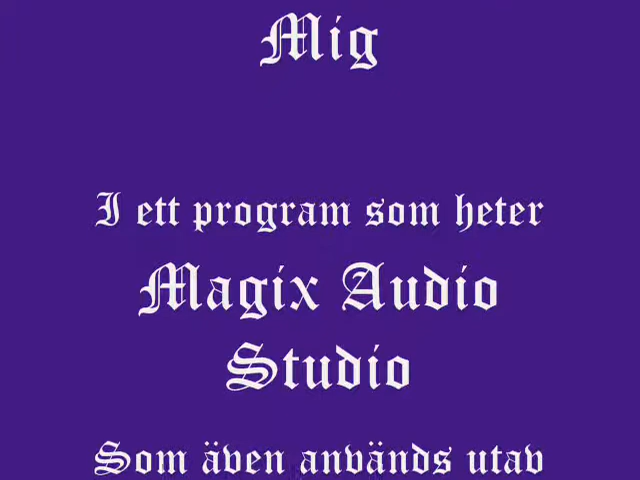 Mig
I ett program som heter
Magix Audio
Studio
Som även används utav